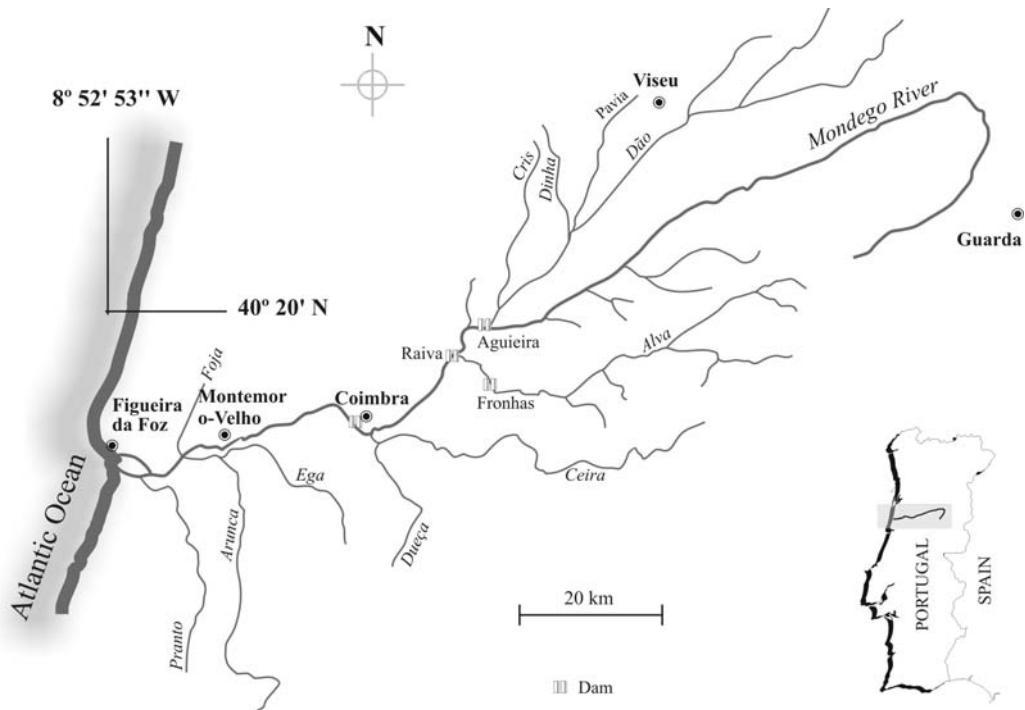 N
8º 52' 53'' W
Viseu
Pavia
Mondego River
Dão
Cris
Dinha
Guarda
40º 20' N
Aguieira
Raiva
Alva
Foja
Fronhas
Montemor
o-Velho
Coimbra
Figueira
da Foz
Ega
Ceira
Atlantic Ocean
Arunca
Dueça
Pranto
20 km
Dam
PORTUGAL
SPAIN